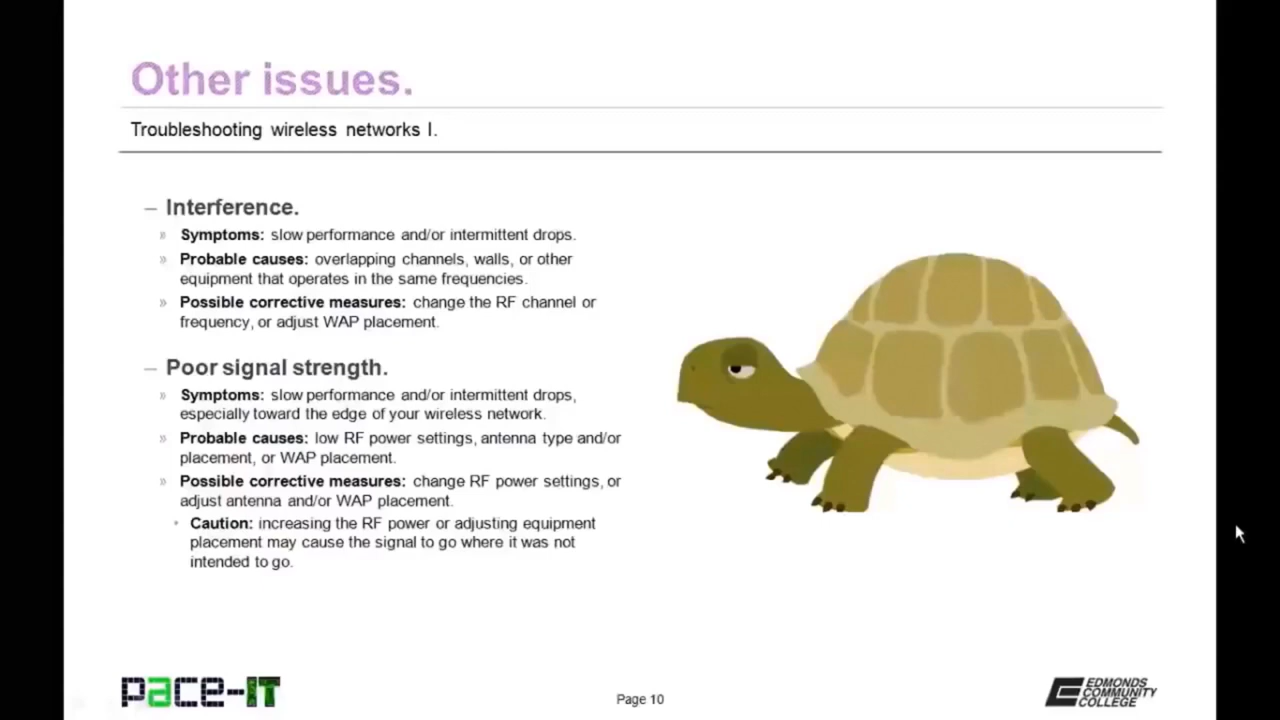 Other issues.
Troubleshooting wireless networks I.
– Interference.
» Symptoms: slow performance and/or intermittent drops.
» Probable causes: overlapping channels, walls, or other
equipment that operates in the same frequencies.
» Possible corrective measures: change the RF channel or
frequency, or adjust WAP placement.
– Poor signal strength.
» Symptoms: slow performance and/or intermittent drops,
especially toward the edge of your wireless network.
» Probable causes: low RF power settings, antenna type and/or
placement, or WAP placement.
» Possible corrective measures: change RF power settings, or
adjust antenna and/or WAP placement.
• Caution: increasing the RF power or adjusting equipment
placement may cause the signal to go where it was not
intended to go.
pace-IT
Page 10
EDMONDS
COMMUNITY
COLLEGE